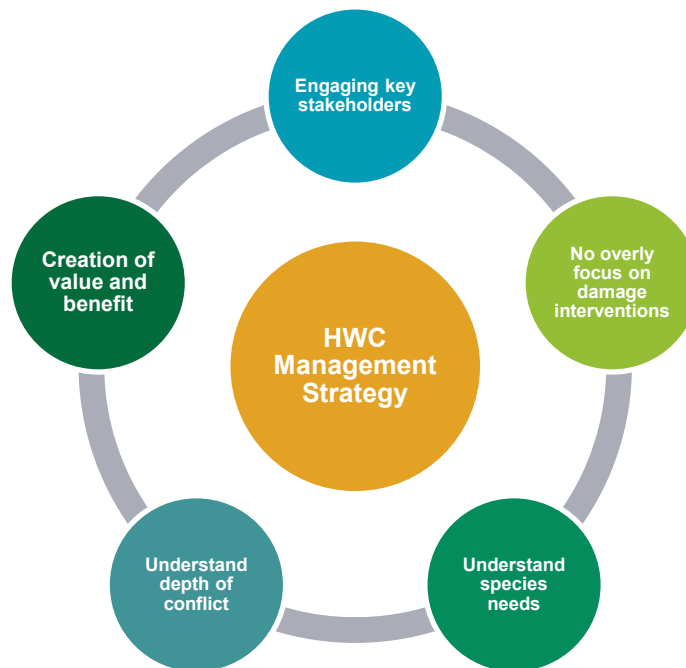 Engaging key
stakeholders
No overly
focus on
damage
interventions
Understand
species
needs
Understand
depth of
conflict
Creation of
value and
benefit
HWC
Management
Strategy